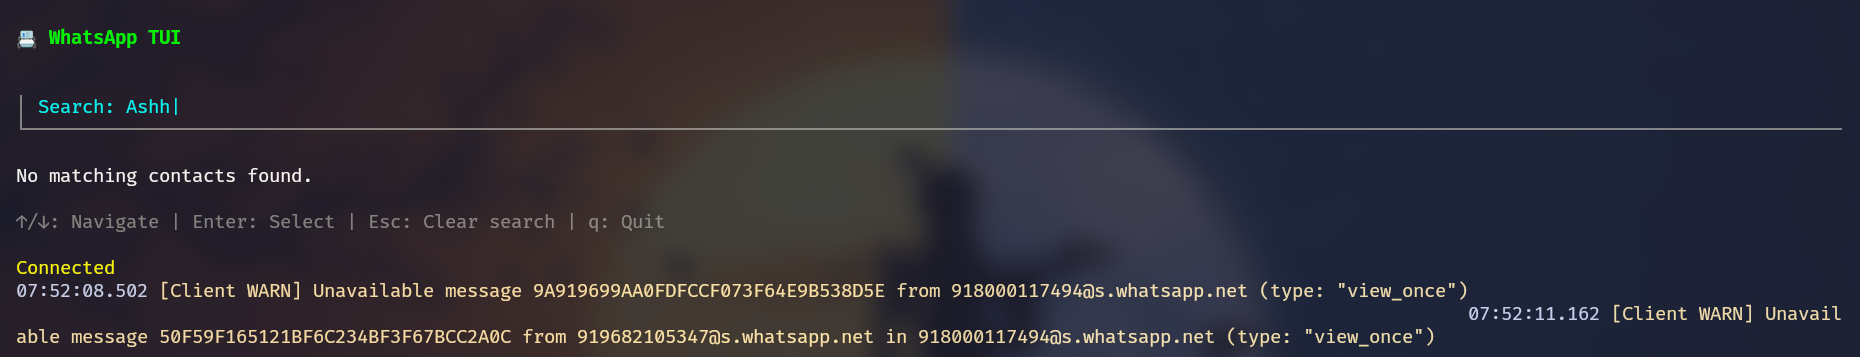 📇 WhatsApp TUI
Search: Ashh|
No matching contacts found.
↑/↓: Navigate | Enter: Select | Esc: Clear search | q: Quit
Connected
07:52:08.502 [Client WARN] Unavailable message 9A919699AA0FDFCCF073F64E9B538D5E from 918000117494@s.whatsapp.net (type: "view_once")
07:52:11.162 [Client WARN] Unavail
able message 50F59F165121BF6C234BF3F67BCC2A0C from 919682105347@s.whatsapp.net in 918000117494@s.whatsapp.net (type: "view_once")